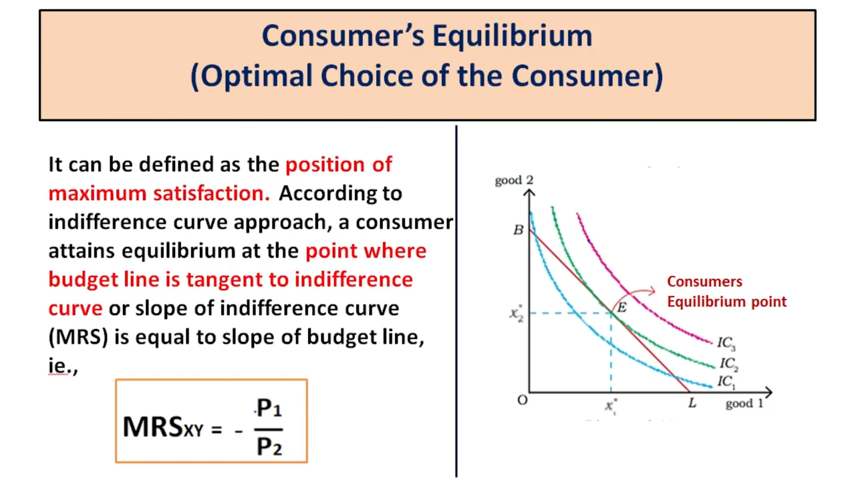 Consumer's Equilibrium
(Optimal Choice of the Consumer)
It can be defined as the position of
maximum satisfaction. According to
indifference curve approach, a consumer
attains equilibrium at the point where
budget line is tangent to indifference
curve or slope of indifference curve
(MRS) is equal to slope of budget line,
ie.,
MRSXY = - P1
P2
good 2
B
x*2
E
Consumers
Equilibrium point
IC3
IC2
IC1
O
x*1
L
good 1